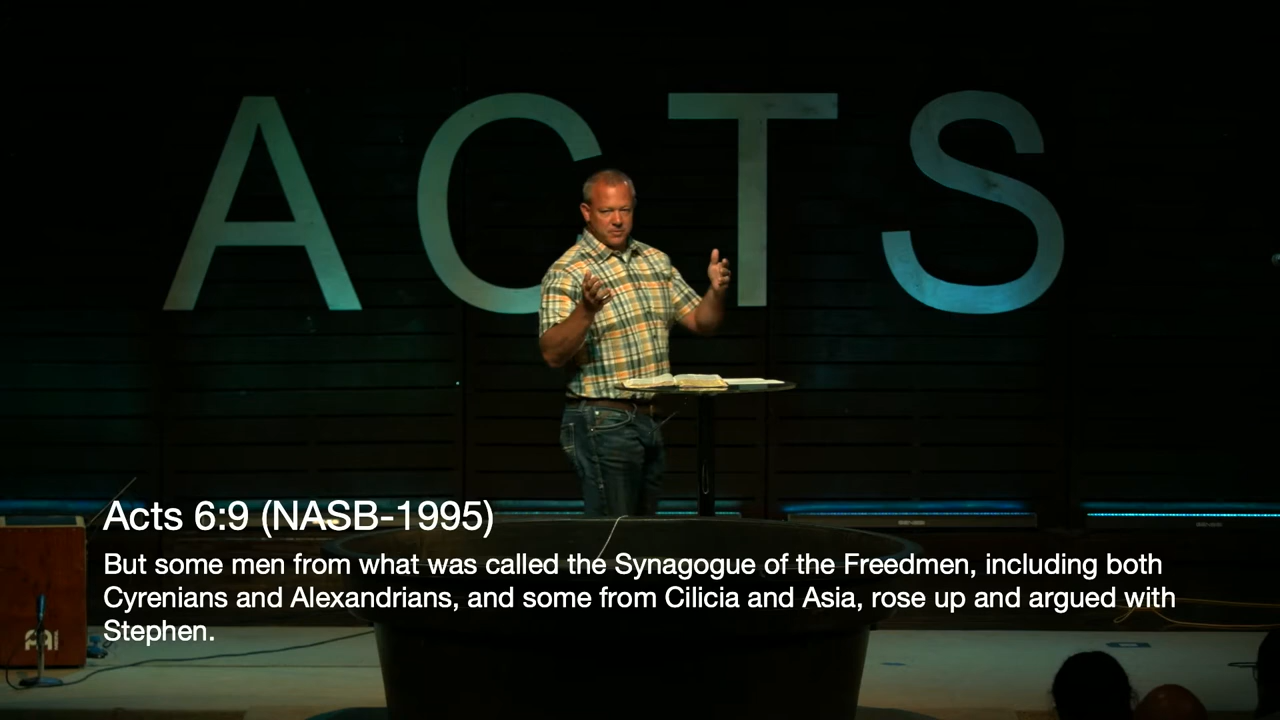 ACTS
Acts 6:9 (NASB-1995)
But some men from what was called the Synagogue of the Freedmen, including both
Cyrenians and Alexandrians, and some from Cilicia and Asia, rose up and argued with
Stephen.